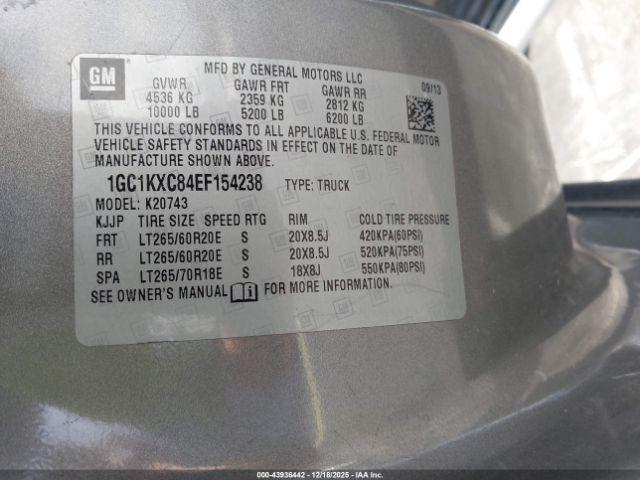 GM
MFD BY GENERAL MOTORS LLC
GVWR GAWR FRT GAWR RR 09/13
4536 KG 2359 KG 2812 KG
10000 LB 5200 LB 6200 LB
THIS VEHICLE CONFORMS TO ALL APPLICABLE U.S. FEDERAL MOTOR
VEHICLE SAFETY STANDARDS IN EFFECT ON THE DATE OF
MANUFACTURE SHOWN ABOVE.
1GC1KXC84EF154238 TYPE: TRUCK
MODEL: K20743
KJJP TIRE SIZE SPEED RTG RIM COLD TIRE PRESSURE
FRT LT265/60R20E S 20X8.5J 420KPA(60PSI)
RR LT265/60R20E S 20X8.5J 520KPA(75PSI)
SPA LT265/70R18E S 18X8J 550KPA(80PSI)
SEE OWNER'S MANUAL FOR MORE INFORMATION.
000-43936442 - 12/18/2025 - IAAI.COM